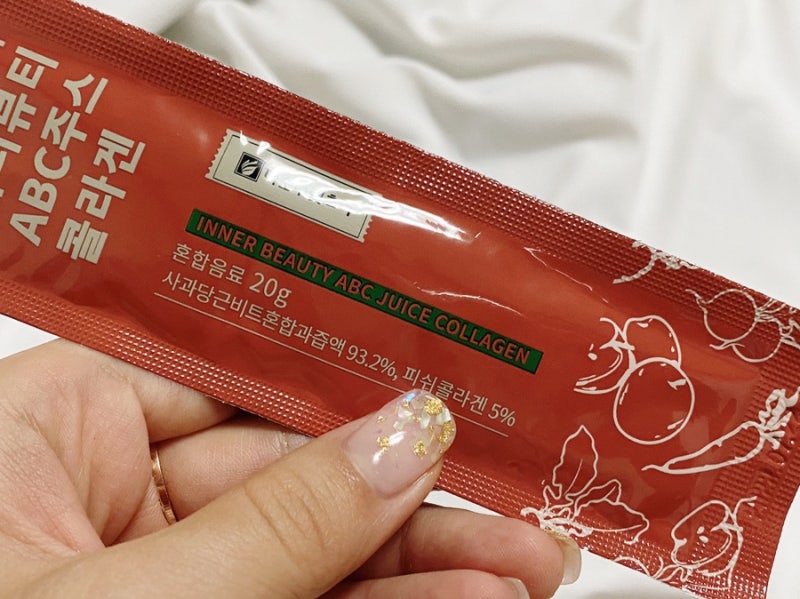 뷰티
ABC주스
콜라겐
INNER BEAUTY ABC JUICE COLLAGEN
혼합음료 20g
사과당근비트혼합과즙액 93.2%, 피쉬콜라겐 5%